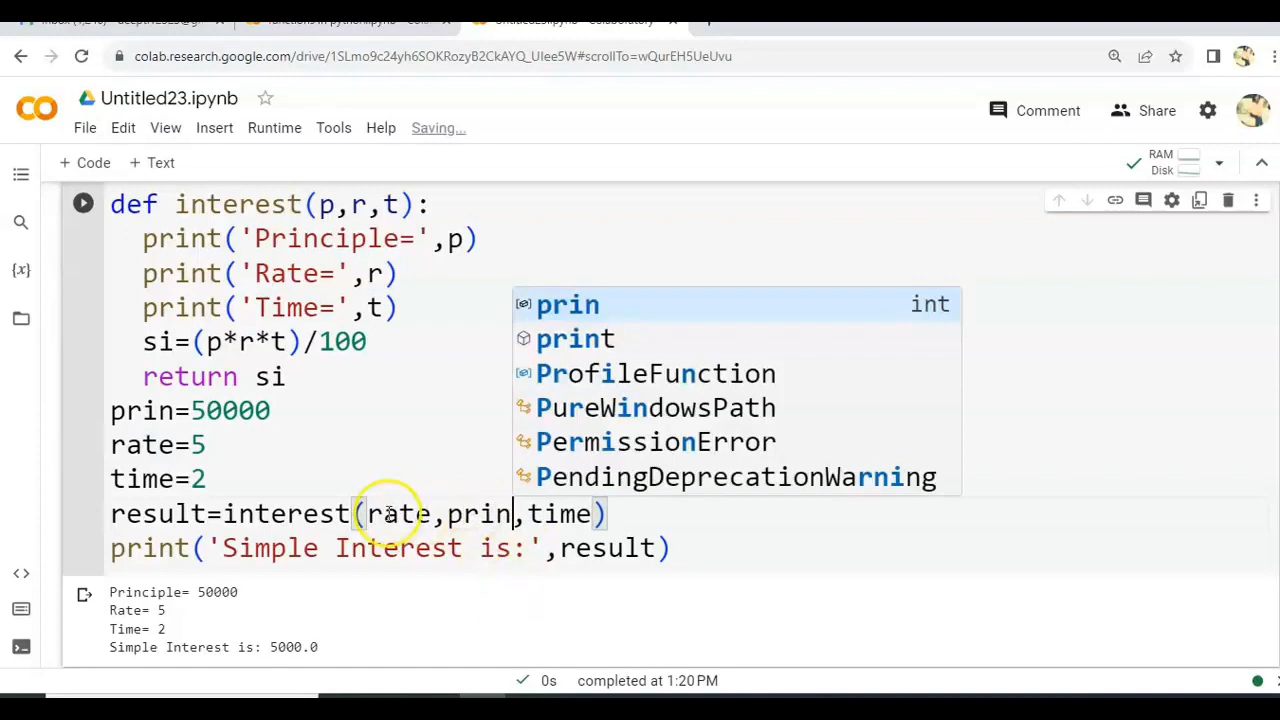 colab.research.google.com/drive/1SLmo9c24yh6SOKRozyB2CkAYQ_UIee5W#scrollTo=wQurEH5UeUvu
CO
Untitled23.ipynb
Comment
Share
File Edit View Insert Runtime Tools Help Saving...
+ Code + Text
RAM
Disk
def interest(p,r,t):
print('Principle=',p)
print('Rate=',r)
print('Time=',t)
si=(p*r*t)/100
return si
prin=50000
rate=5
time=2
result=interest(rate,prin,time)
print('Simple Interest is:',result)
prin int
print
ProfileFunction
PureWindowsPath
PermissionError
PendingDeprecationWarning
Principle= 50000
Rate= 5
Time= 2
Simple Interest is: 5000.0
0s completed at 1:20 PM